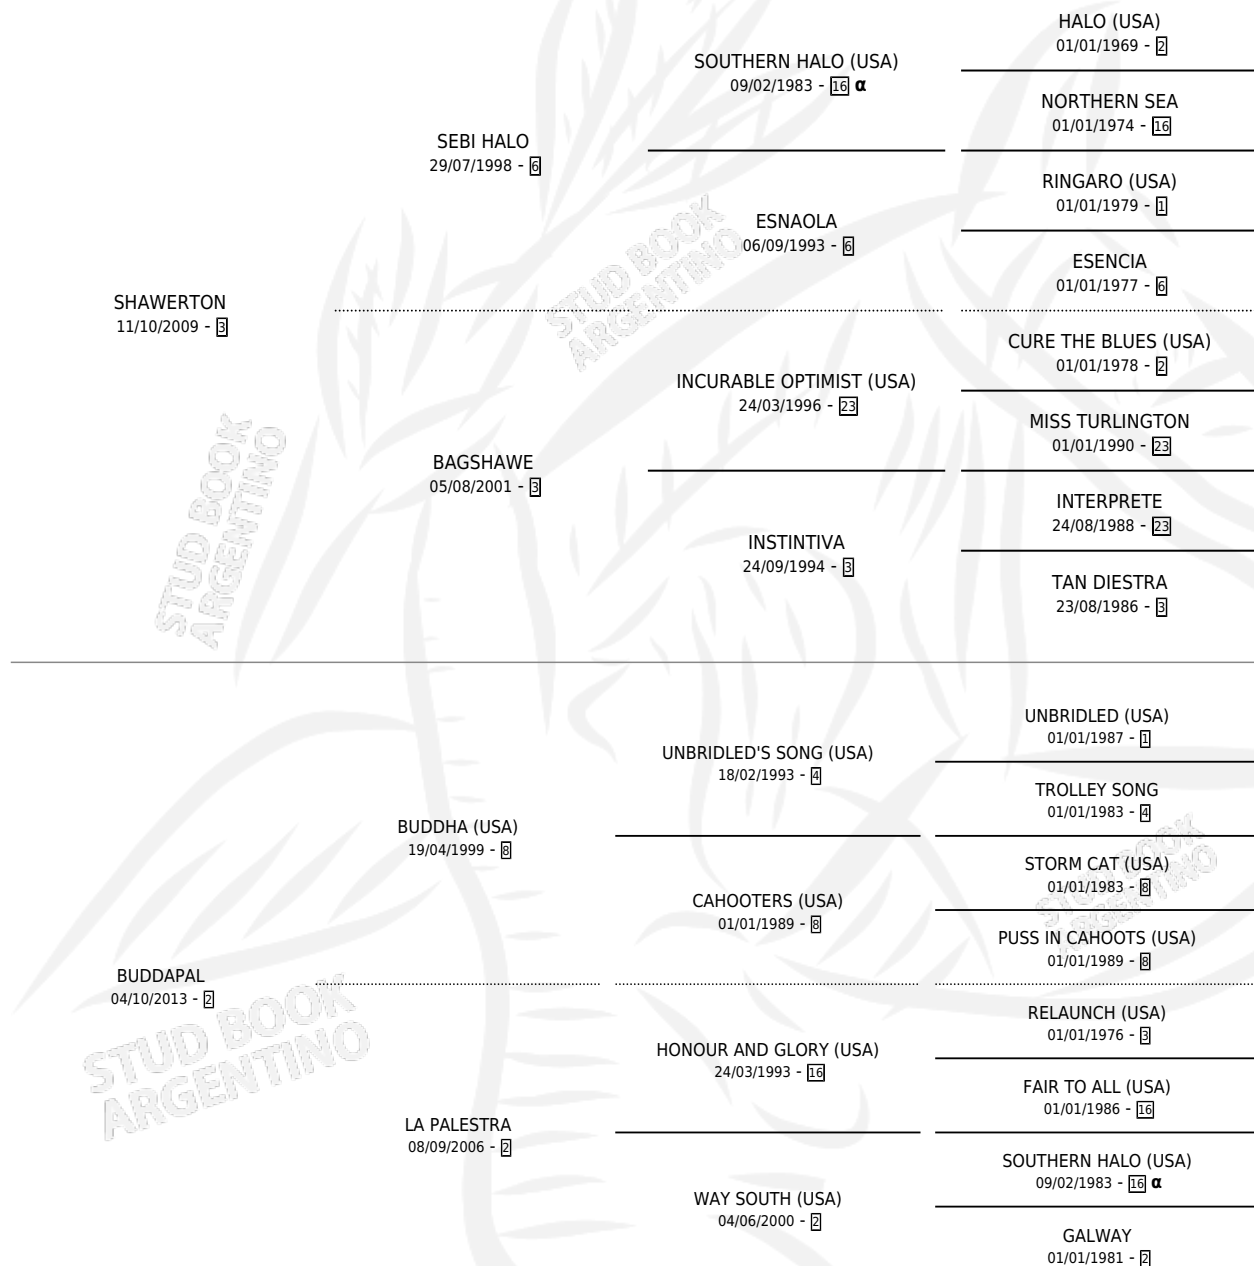 HALO (USA)
01/01/1969 - 2
SOUTHERN HALO (USA)
09/02/1983 - 16 α
NORTHERN SEA
01/01/1974 - 16
SEBI HALO
29/07/1998 - 6
RINGARO (USA)
01/01/1979 - 1
ESNAOLA
06/09/1993 - 6
ESENCIA
01/01/1977 - 6
SHAWERTON
11/10/2009 - 3
CURE THE BLUES (USA)
01/01/1978 - 2
INCURABLE OPTIMIST (USA)
24/03/1996 - 23
MISS TURLINGTON
01/01/1990 - 23
BAGSHAWE
05/08/2001 - 3
INTERPRETE
24/08/1988 - 23
INSTINTIVA
24/09/1994 - 3
TAN DIESTRA
23/08/1986 - 3
UNBRIDLED (USA)
01/01/1987 - 1
UNBRIDLED'S SONG (USA)
18/02/1993 - 4
TROLLEY SONG
01/01/1983 - 4
BUDDHA (USA)
19/04/1999 - 8
STORM CAT (USA)
01/01/1983 - 8
CAHOOTERS (USA)
01/01/1989 - 8
PUSS IN CAHOOTS (USA)
01/01/1989 - 8
BUDDAPAL
04/10/2013 - 2
RELAUNCH (USA)
01/01/1976 - 3
HONOUR AND GLORY (USA)
24/03/1993 - 16
FAIR TO ALL (USA)
01/01/1986 - 16
LA PALESTRA
08/09/2006 - 2
SOUTHERN HALO (USA)
09/02/1983 - 16 α
WAY SOUTH (USA)
04/06/2000 - 2
GALWAY
01/01/1981 - 2
STUD BOOK
ARGENTINO
STUD BOOK
ARGENTINO
STUD BOOK
ARGENTINO
STUD BOOK
ARGENTINO